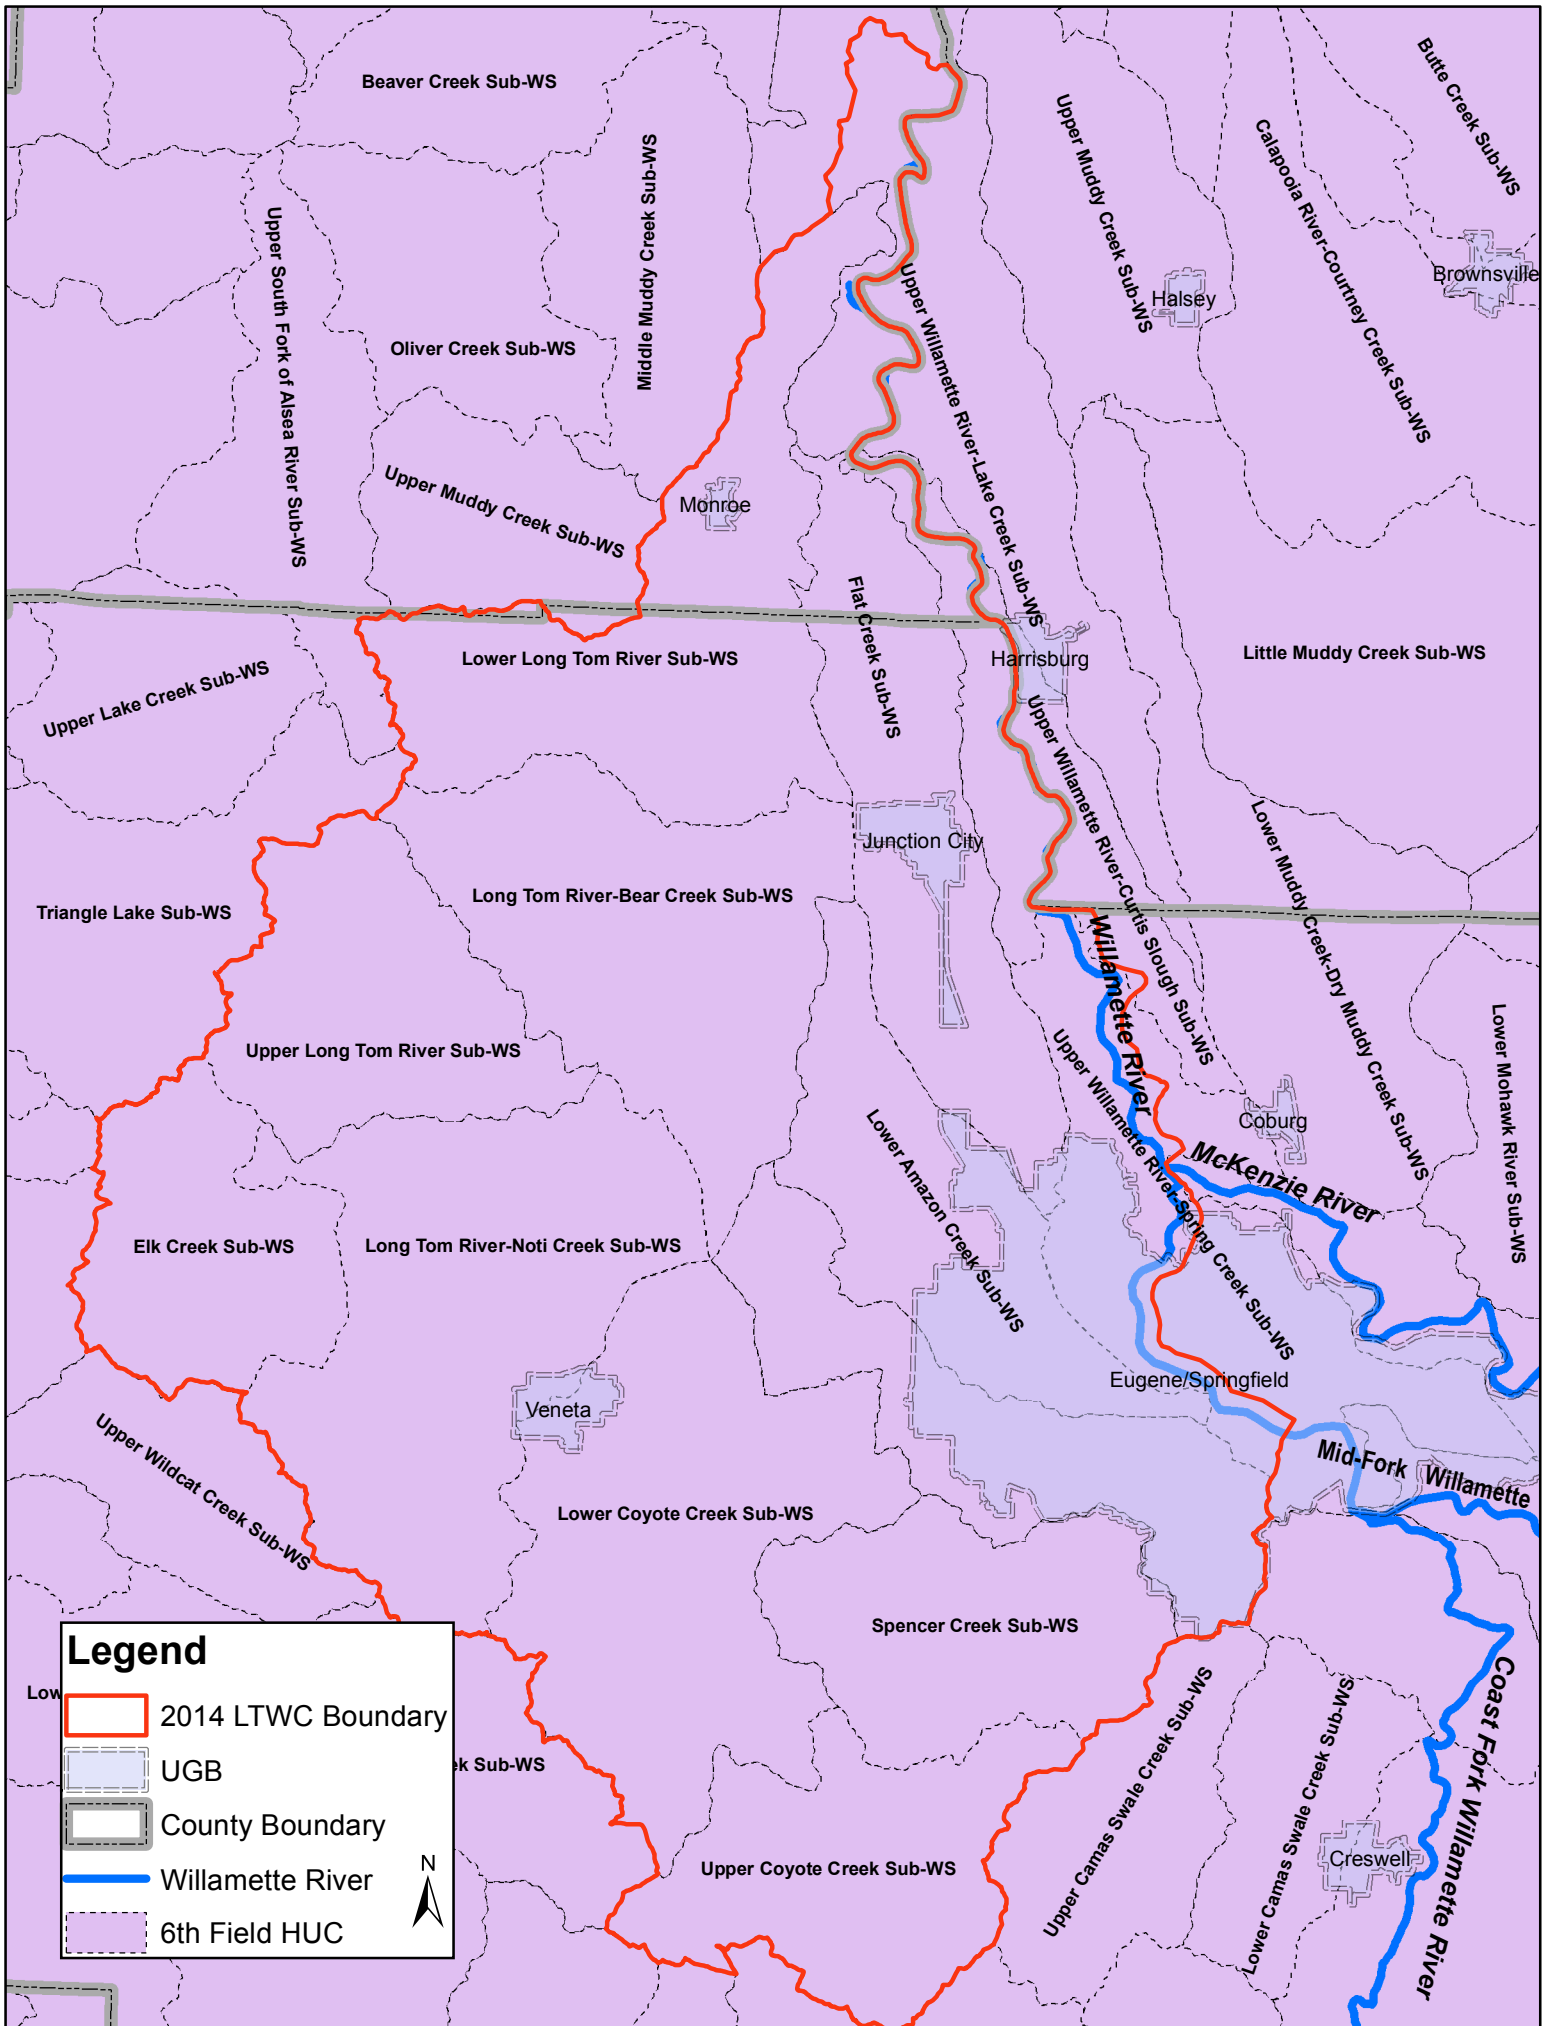 Beaver Creek Sub-WS
Butte Creek Sub-WS
Upper Muddy Creek Sub-WS
Calapooia River-Courtney Creek Sub-WS
Middle Muddy Creek Sub-WS
Upper South Fork of Alsea River Sub-WS
Brownsville
Halsey
Upper Willamette River-Lake Creek Sub-WS
Oliver Creek Sub-WS
Upper Muddy Creek Sub-WS
Monroe
Flat Creek Sub-WS
Harrisburg
Lower Long Tom River Sub-WS
Little Muddy Creek Sub-WS
Upper Lake Creek Sub-WS
Upper Willamette River-Curtis Slough Sub-WS
Junction City
Lower Muddy Creek-Dry Muddy Creek Sub-WS
Long Tom River-Bear Creek Sub-WS
Triangle Lake Sub-WS
Willamette River
Lower Mohawk River Sub-WS
Upper Long Tom River Sub-WS
Upper Willamette River-Spring Creek Sub-WS
Coburg
Lower Amazon Creek Sub-WS
McKenzie River
Elk Creek Sub-WS
Long Tom River-Noti Creek Sub-WS
Eugene/Springfield
Veneta
Upper Wildcat Creek Sub-WS
Mid-Fork Willamette
Lower Coyote Creek Sub-WS
Spencer Creek Sub-WS
Coast Fork Willamette River
Upper Camas Swale Creek Sub-WS
Lower Camas Swale Creek Sub-WS
Low
ek Sub-WS
Upper Coyote Creek Sub-WS
Creswell
Legend
2014 LTWC Boundary
UGB
County Boundary
Willamette River
6th Field HUC
N